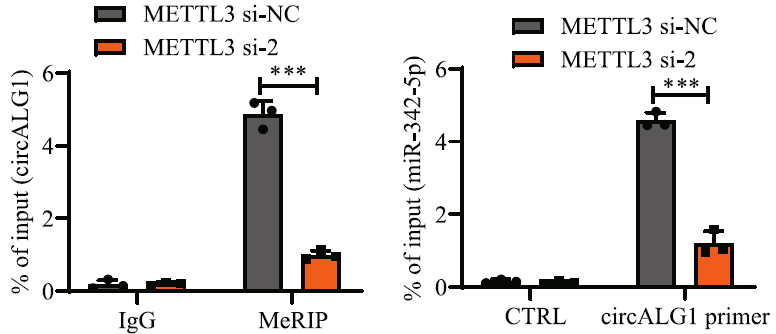 METTL3 si-NC
METTL3 si-2
% of input (circALG1)
6
4
2
0
***
IgG
MeRIP
METTL3 si-NC
METTL3 si-2
% of input (miR-342-5p)
6
4
2
0
***
CTRL
circALG1 primer